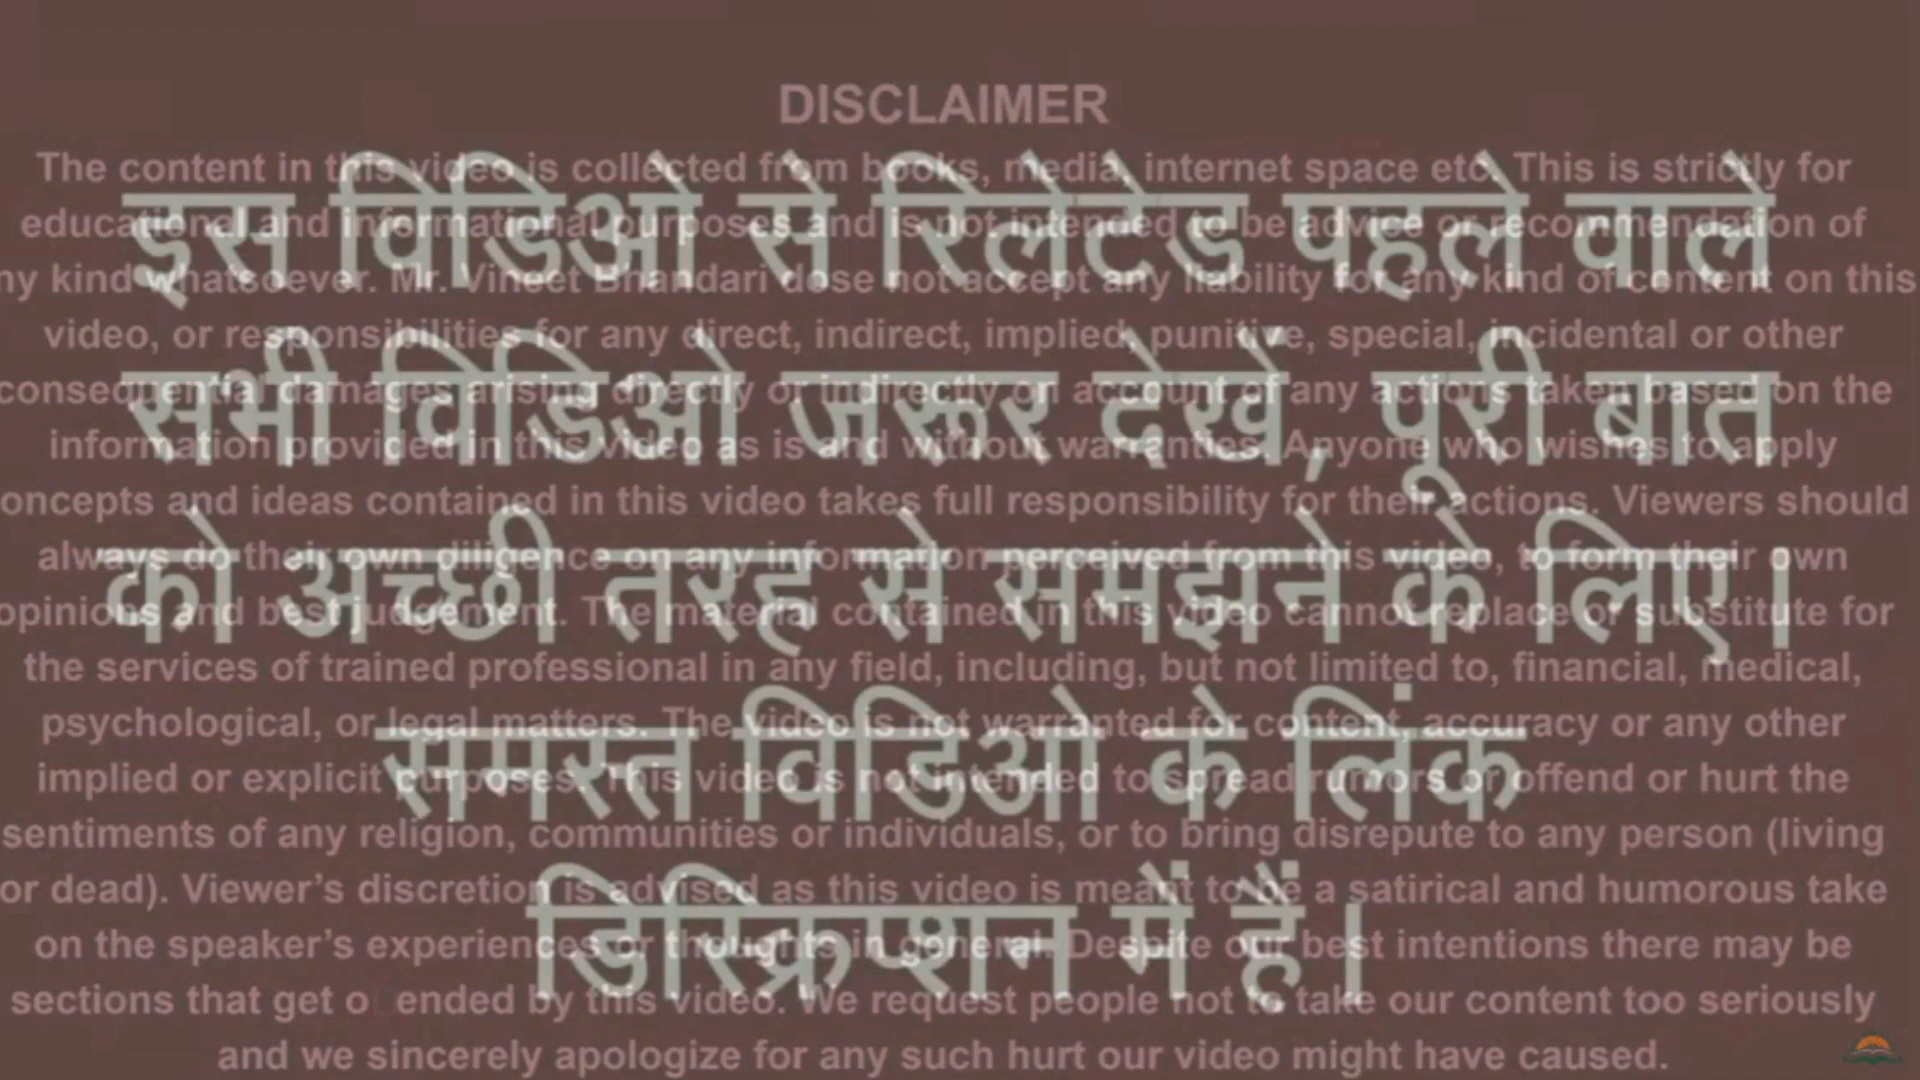 DISCLAIMER
The content in this video is collected from books, media, internet space etc. This is strictly for
educational and informational purposes and is not intended to be advice or recommendation of
ny kind whatsoever. Mr. Vineet Bhandari dose not accept any liability for any kind of content on this
video, or responsibilities for any direct, indirect, implied, punitive, special, incidental or other
consequential damages arising directly or indirectly on account of any actions taken based on the
information provided in this video as is and without warranties. Anyone who wishes to apply
oncepts and ideas contained in this video takes full responsibility for their actions. Viewers should
always do their own diligence on any information perceived from this video, to form their own
opinions and best judgement. The material contained in this video cannot replace or substitute for
the services of trained professional in any field, including, but not limited to, financial, medical,
psychological, or legal matters. The video is not warranted for content, accuracy or any other
implied or explicit purposes. This video is not intended to spread rumors or offend or hurt the
sentiments of any religion, communities or individuals, or to bring disrepute to any person (living
or dead). Viewer’s discretion is advised as this video is meant to be a satirical and humorous take
on the speaker’s experiences or thoughts in general. Despite our best intentions there may be
sections that get o ended by this video. We request people not to take our content too seriously
and we sincerely apologize for any such hurt our video might have caused.
इस विडिओ से रिलेटेड पहले वाले
सभी विडिओ जरूर देखें, पूरी बात
को अच्छी तरह से समझने के लिए।
समस्त विडिओ के लिंक
डिस्क्रिप्शन में हैं।